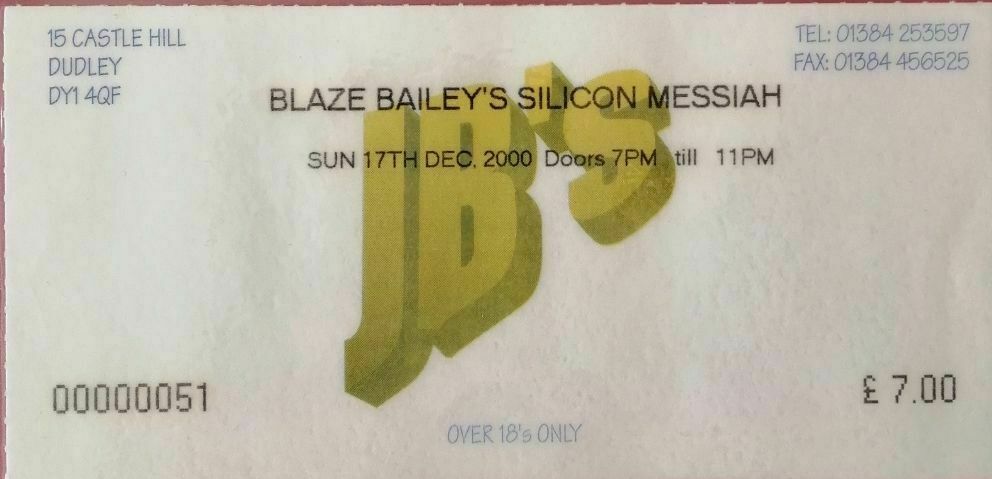 15 CASTLE HILL
DUDLEY
DY1 4QF
TEL: 01384 253597
FAX: 01384 456525
BLAZE BAILEY'S SILICON MESSIAH
SUN 17TH DEC. 2000 Doors 7PM till 11PM
JB'S
00000051
£ 7.00
OVER 18's ONLY